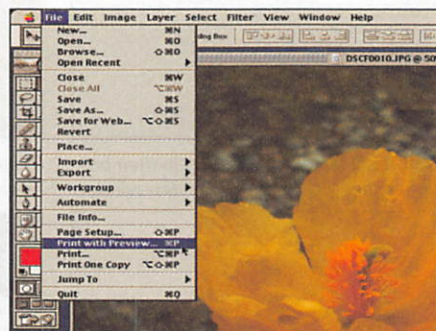 File Edit Image Layer Select Filter View Window Help
ding Box
DSCF0010.JPG @ 50%
New... ⌘N
Open... ⌘O
Browse... ⇧⌘O
Open Recent
Close ⌘W
Close All ⌥⌘W
Save ⌘S
Save As... ⇧⌘S
Save for Web... ⌥⇧⌘S
Revert
Place...
Import
Export
Workgroup
Automate
File Info...
Page Setup... ⇧⌘P
Print with Preview... ⌘P
Print... ⌥⌘P
Print One Copy ⌥⇧⌘P
Jump To
Quit ⌘Q